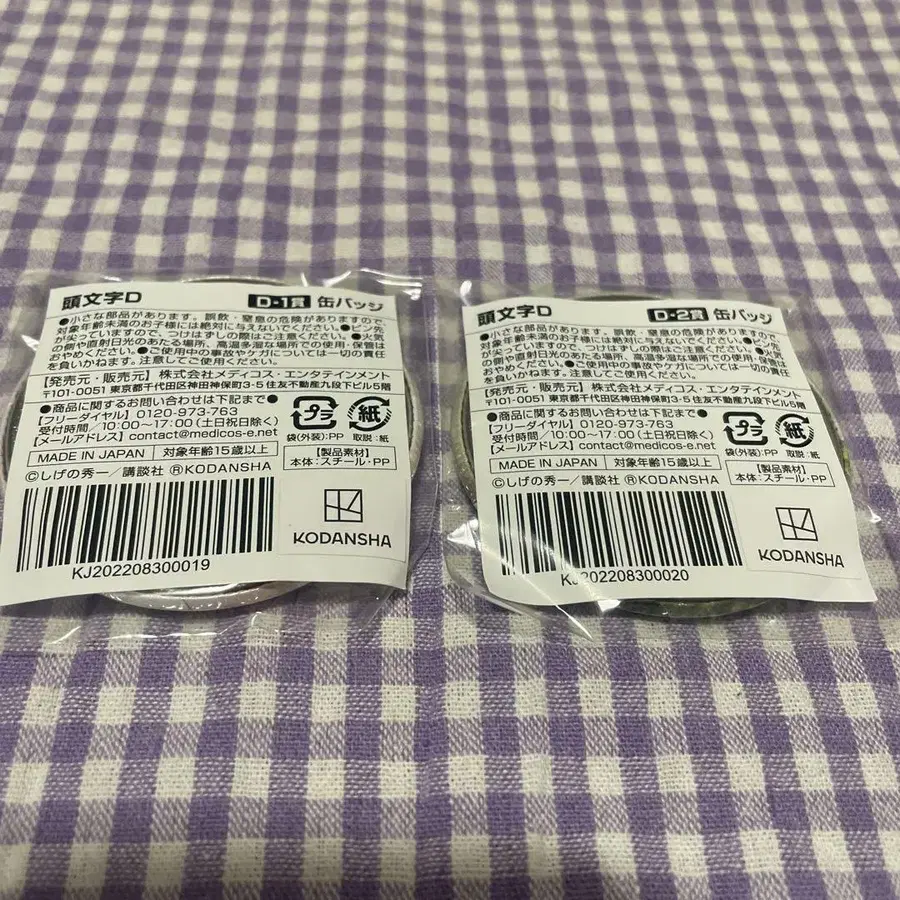 頭文字D D-1賞 缶バッジ
●小さな部品があります。誤飲・窒息の危険がありますので、
対象年齢未満のお子様には絶対に与えないでください。●ピン先
が尖っていますので、つけはずしの際はご注意ください。●火気
の側や直射日光のあたる場所、高温多湿な場所での使用・保管は
おやめください。●ご使用中の事故やケガについては一切の責任
を負いかねます。注意してご使用ください。
【発売元・販売元】株式会社メディコス・エンタテインメント
〒101-0051 東京都千代田区神田神保町3-5 住友不動産九段下ビル5階
●商品に関するお問い合わせは下記まで●
【フリーダイヤル】0120-973-763
受付時間/10:00〜17:00(土日祝日除く)
【メールアドレス】contact@medicos-e.net
プラ 紙
袋(外装):PP 取説:紙
MADE IN JAPAN 対象年齢15歳以上
【製品素材】
本体:スチール・PP
©しげの秀一/講談社 ®KODANSHA
KJ202208300019
KODANSHA
頭文字D D-2賞 缶バッジ
●小さな部品があります。誤飲・窒息の危険がありますので、
対象年齢未満のお子様には絶対に与えないでください。●ピン先
が尖っていますので、つけはずしの際はご注意ください。●火気
の側や直射日光のあたる場所、高温多湿な場所での使用・保管は
おやめください。●ご使用中の事故やケガについては一切の責任
を負いかねます。注意してご使用ください。
【発売元・販売元】株式会社メディコス・エンタテインメント
〒101-0051 東京都千代田区神田神保町3-5 住友不動産九段下ビル5階
●商品に関するお問い合わせは下記まで●
【フリーダイヤル】0120-973-763
受付時間/10:00〜17:00(土日祝日除く)
【メールアドレス】contact@medicos-e.net
プラ 紙
袋(外装):PP 取説:紙
MADE IN JAPAN 対象年齢15歳以上
【製品素材】
本体:スチール・PP
©しげの秀一/講談社 ®KODANSHA
KJ202208300020
KODANSHA